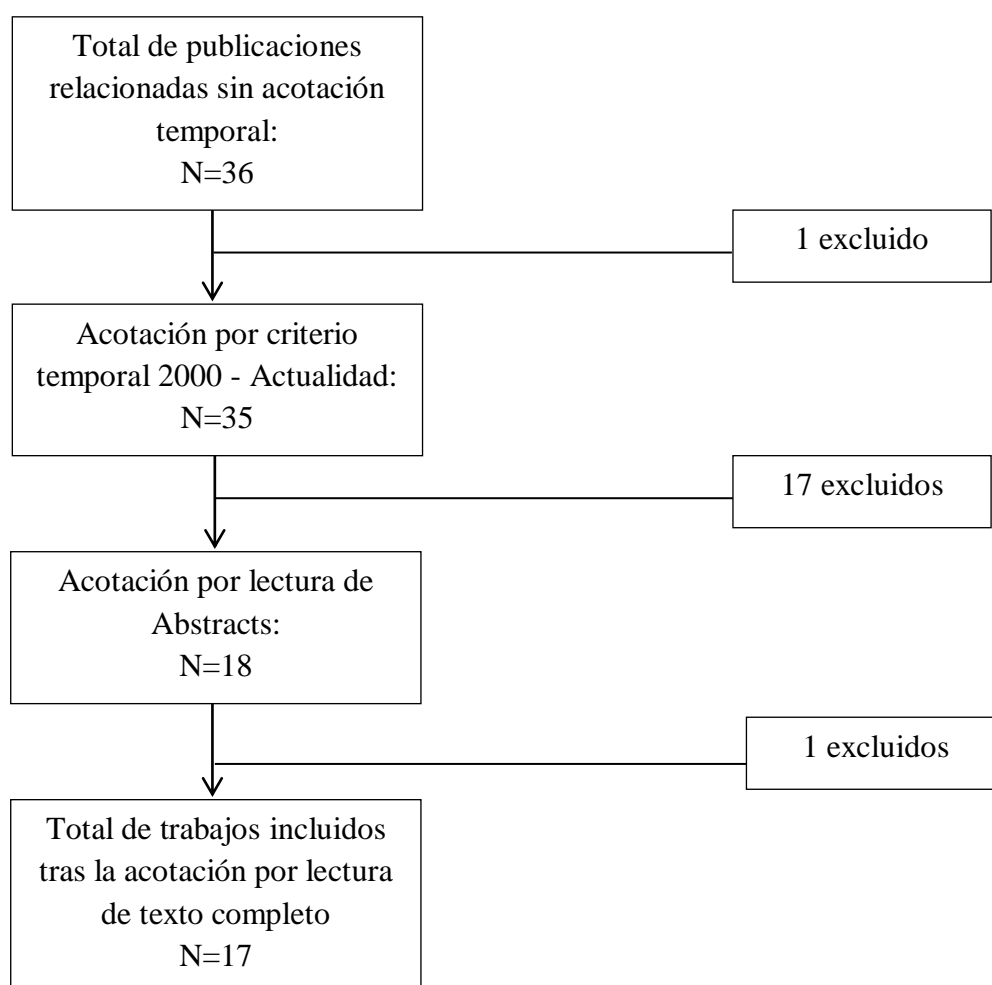 Total de publicaciones
relacionadas sin acotación
temporal:
N=36
1 excluido
Acotación por criterio
temporal 2000 - Actualidad:
N=35
17 excluidos
Acotación por lectura de
Abstracts:
N=18
1 excluidos
Total de trabajos incluidos
tras la acotación por lectura
de texto completo
N=17